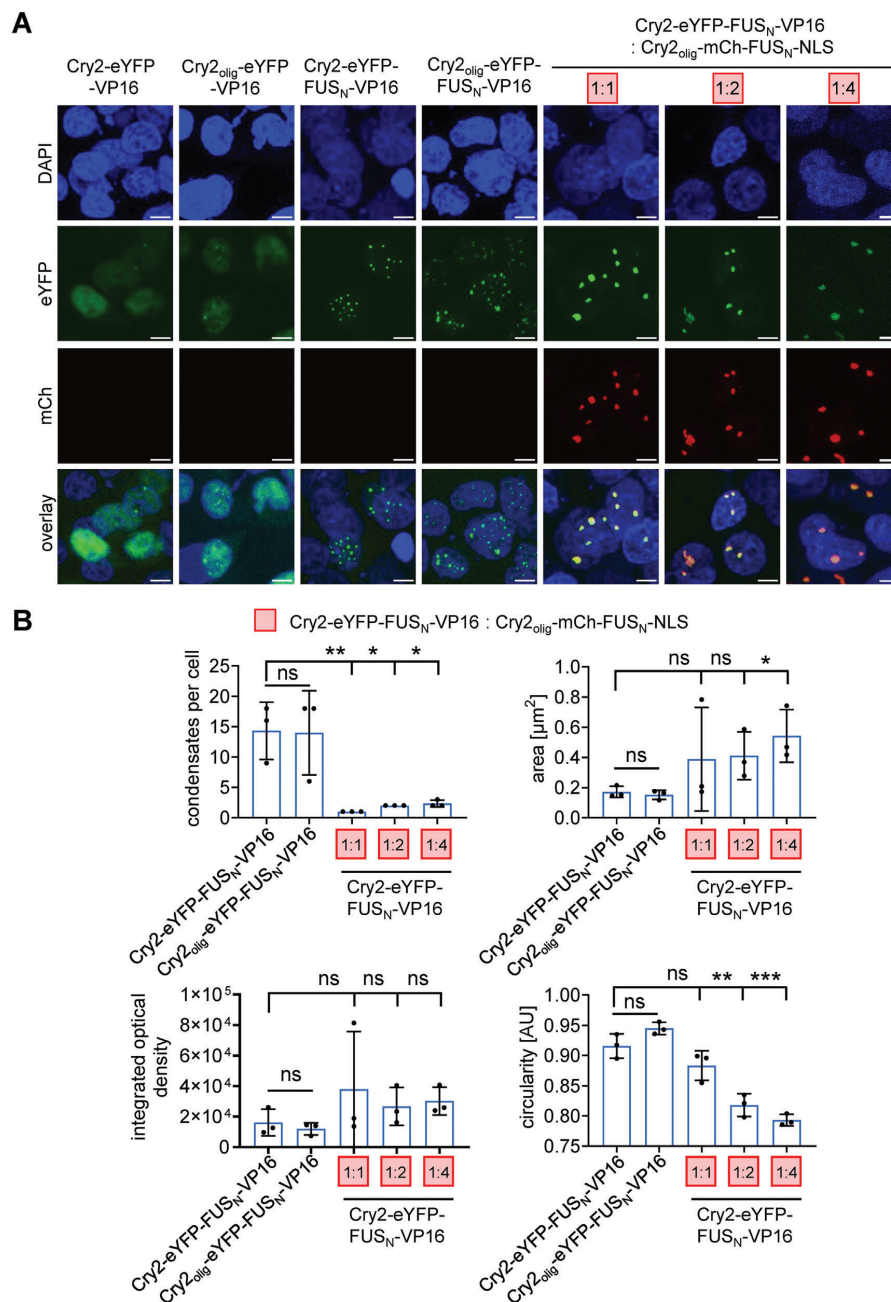 A
Cry2-eYFP-FUSN-VP16
: Cry2olig-mCh-FUSN-NLS
Cry2-eYFP
-VP16
Cry2olig-eYFP
-VP16
Cry2-eYFP-
FUSN-VP16
Cry2olig-eYFP-
FUSN-VP16
1:1
1:2
1:4
DAPI
eYFP
mCh
overlay
B
Cry2-eYFP-FUSN-VP16 : Cry2olig-mCh-FUSN-NLS
condensates per cell
25
20
15
10
5
0
ns
**
*
*
Cry2-eYFP-FUSN-VP16
Cry2olig-eYFP-FUSN-VP16
1:1
1:2
1:4
Cry2-eYFP-
FUSN-VP16
area [µm²]
1.0
0.8
0.6
0.4
0.2
0.0
ns
ns
ns
*
Cry2-eYFP-FUSN-VP16
Cry2olig-eYFP-FUSN-VP16
1:1
1:2
1:4
Cry2-eYFP-
FUSN-VP16
integrated optical
density
1×10⁵
8×10⁴
6×10⁴
4×10⁴
2×10⁴
0
ns
ns
ns
ns
Cry2-eYFP-FUSN-VP16
Cry2olig-eYFP-FUSN-VP16
1:1
1:2
1:4
Cry2-eYFP-
FUSN-VP16
circularity [AU]
1.00
0.95
0.90
0.85
0.80
0.75
ns
ns
**
***
Cry2-eYFP-FUSN-VP16
Cry2olig-eYFP-FUSN-VP16
1:1
1:2
1:4
Cry2-eYFP-
FUSN-VP16